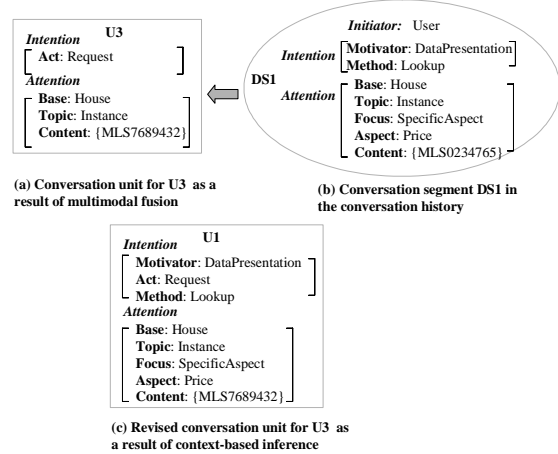 U3
Intention
Act: Request
Attention
Base: House
Topic: Instance
Content: {MLS7689432}
(a) Conversation unit for U3 as a
result of multimodal fusion
DS1
Initiator: User
Intention
Motivator: DataPresentation
Method: Lookup
Attention
Base: House
Topic: Instance
Focus: SpecificAspect
Aspect: Price
Content: {MLS0234765}
(b) Conversation segment DS1 in
the conversation history
U1
Intention
Motivator: DataPresentation
Act: Request
Method: Lookup
Attention
Base: House
Topic: Instance
Focus: SpecificAspect
Aspect: Price
Content: {MLS7689432}
(c) Revised conversation unit for U3 as
a result of context-based inference